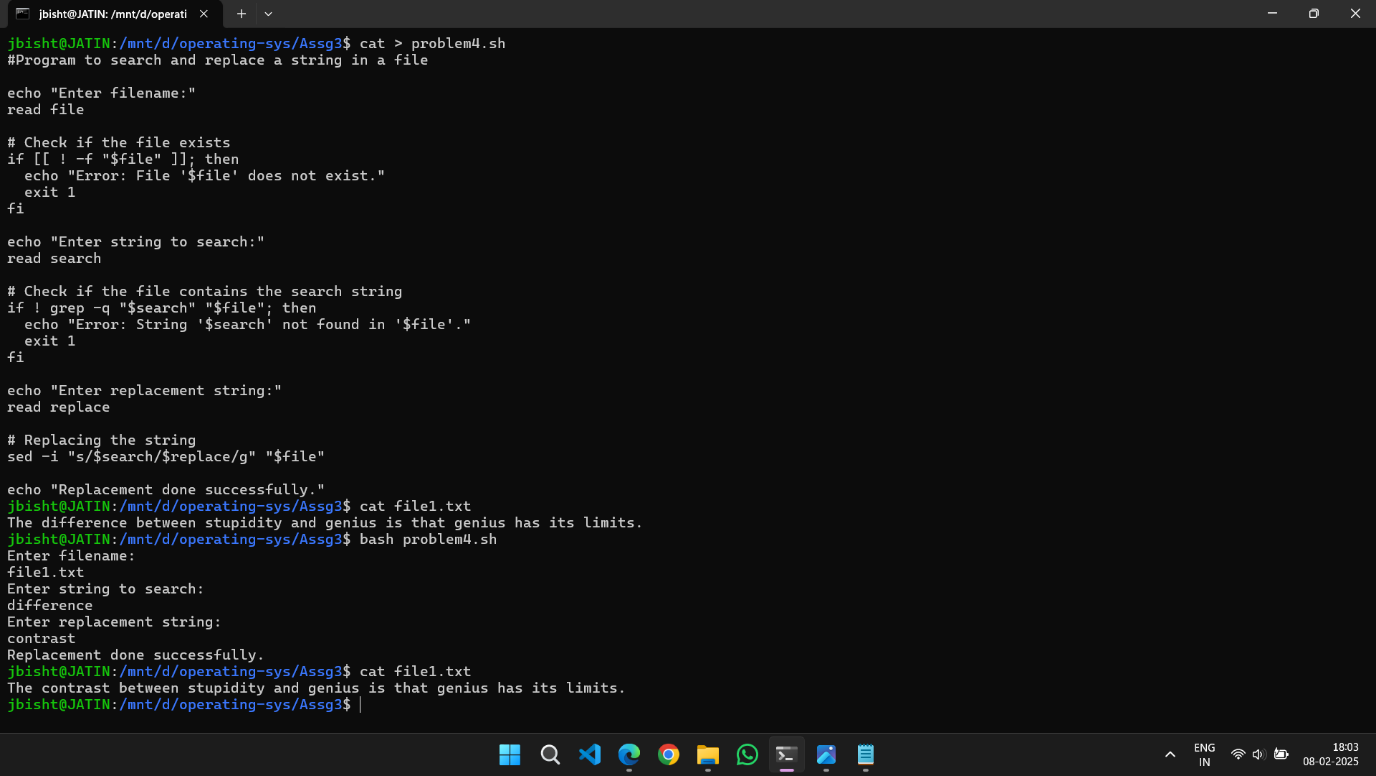 jbisht@JATIN: /mnt/d/operati
jbisht@JATIN:/mnt/d/operating-sys/Assg3$ cat > problem4.sh
#Program to search and replace a string in a file
echo "Enter filename:"
read file
# Check if the file exists
if [[ ! -f "$file" ]]; then
  echo "Error: File '$file' does not exist."
  exit 1
fi
echo "Enter string to search:"
read search
# Check if the file contains the search string
if ! grep -q "$search" "$file"; then
  echo "Error: String '$search' not found in '$file'."
  exit 1
fi
echo "Enter replacement string:"
read replace
# Replacing the string
sed -i "s/$search/$replace/g" "$file"
echo "Replacement done successfully."
jbisht@JATIN:/mnt/d/operating-sys/Assg3$ cat file1.txt
The difference between stupidity and genius is that genius has its limits.
jbisht@JATIN:/mnt/d/operating-sys/Assg3$ bash problem4.sh
Enter filename:
file1.txt
Enter string to search:
difference
Enter replacement string:
contrast
Replacement done successfully.
jbisht@JATIN:/mnt/d/operating-sys/Assg3$ cat file1.txt
The contrast between stupidity and genius is that genius has its limits.
jbisht@JATIN:/mnt/d/operating-sys/Assg3$
ENG
IN
18:03
08-02-2025